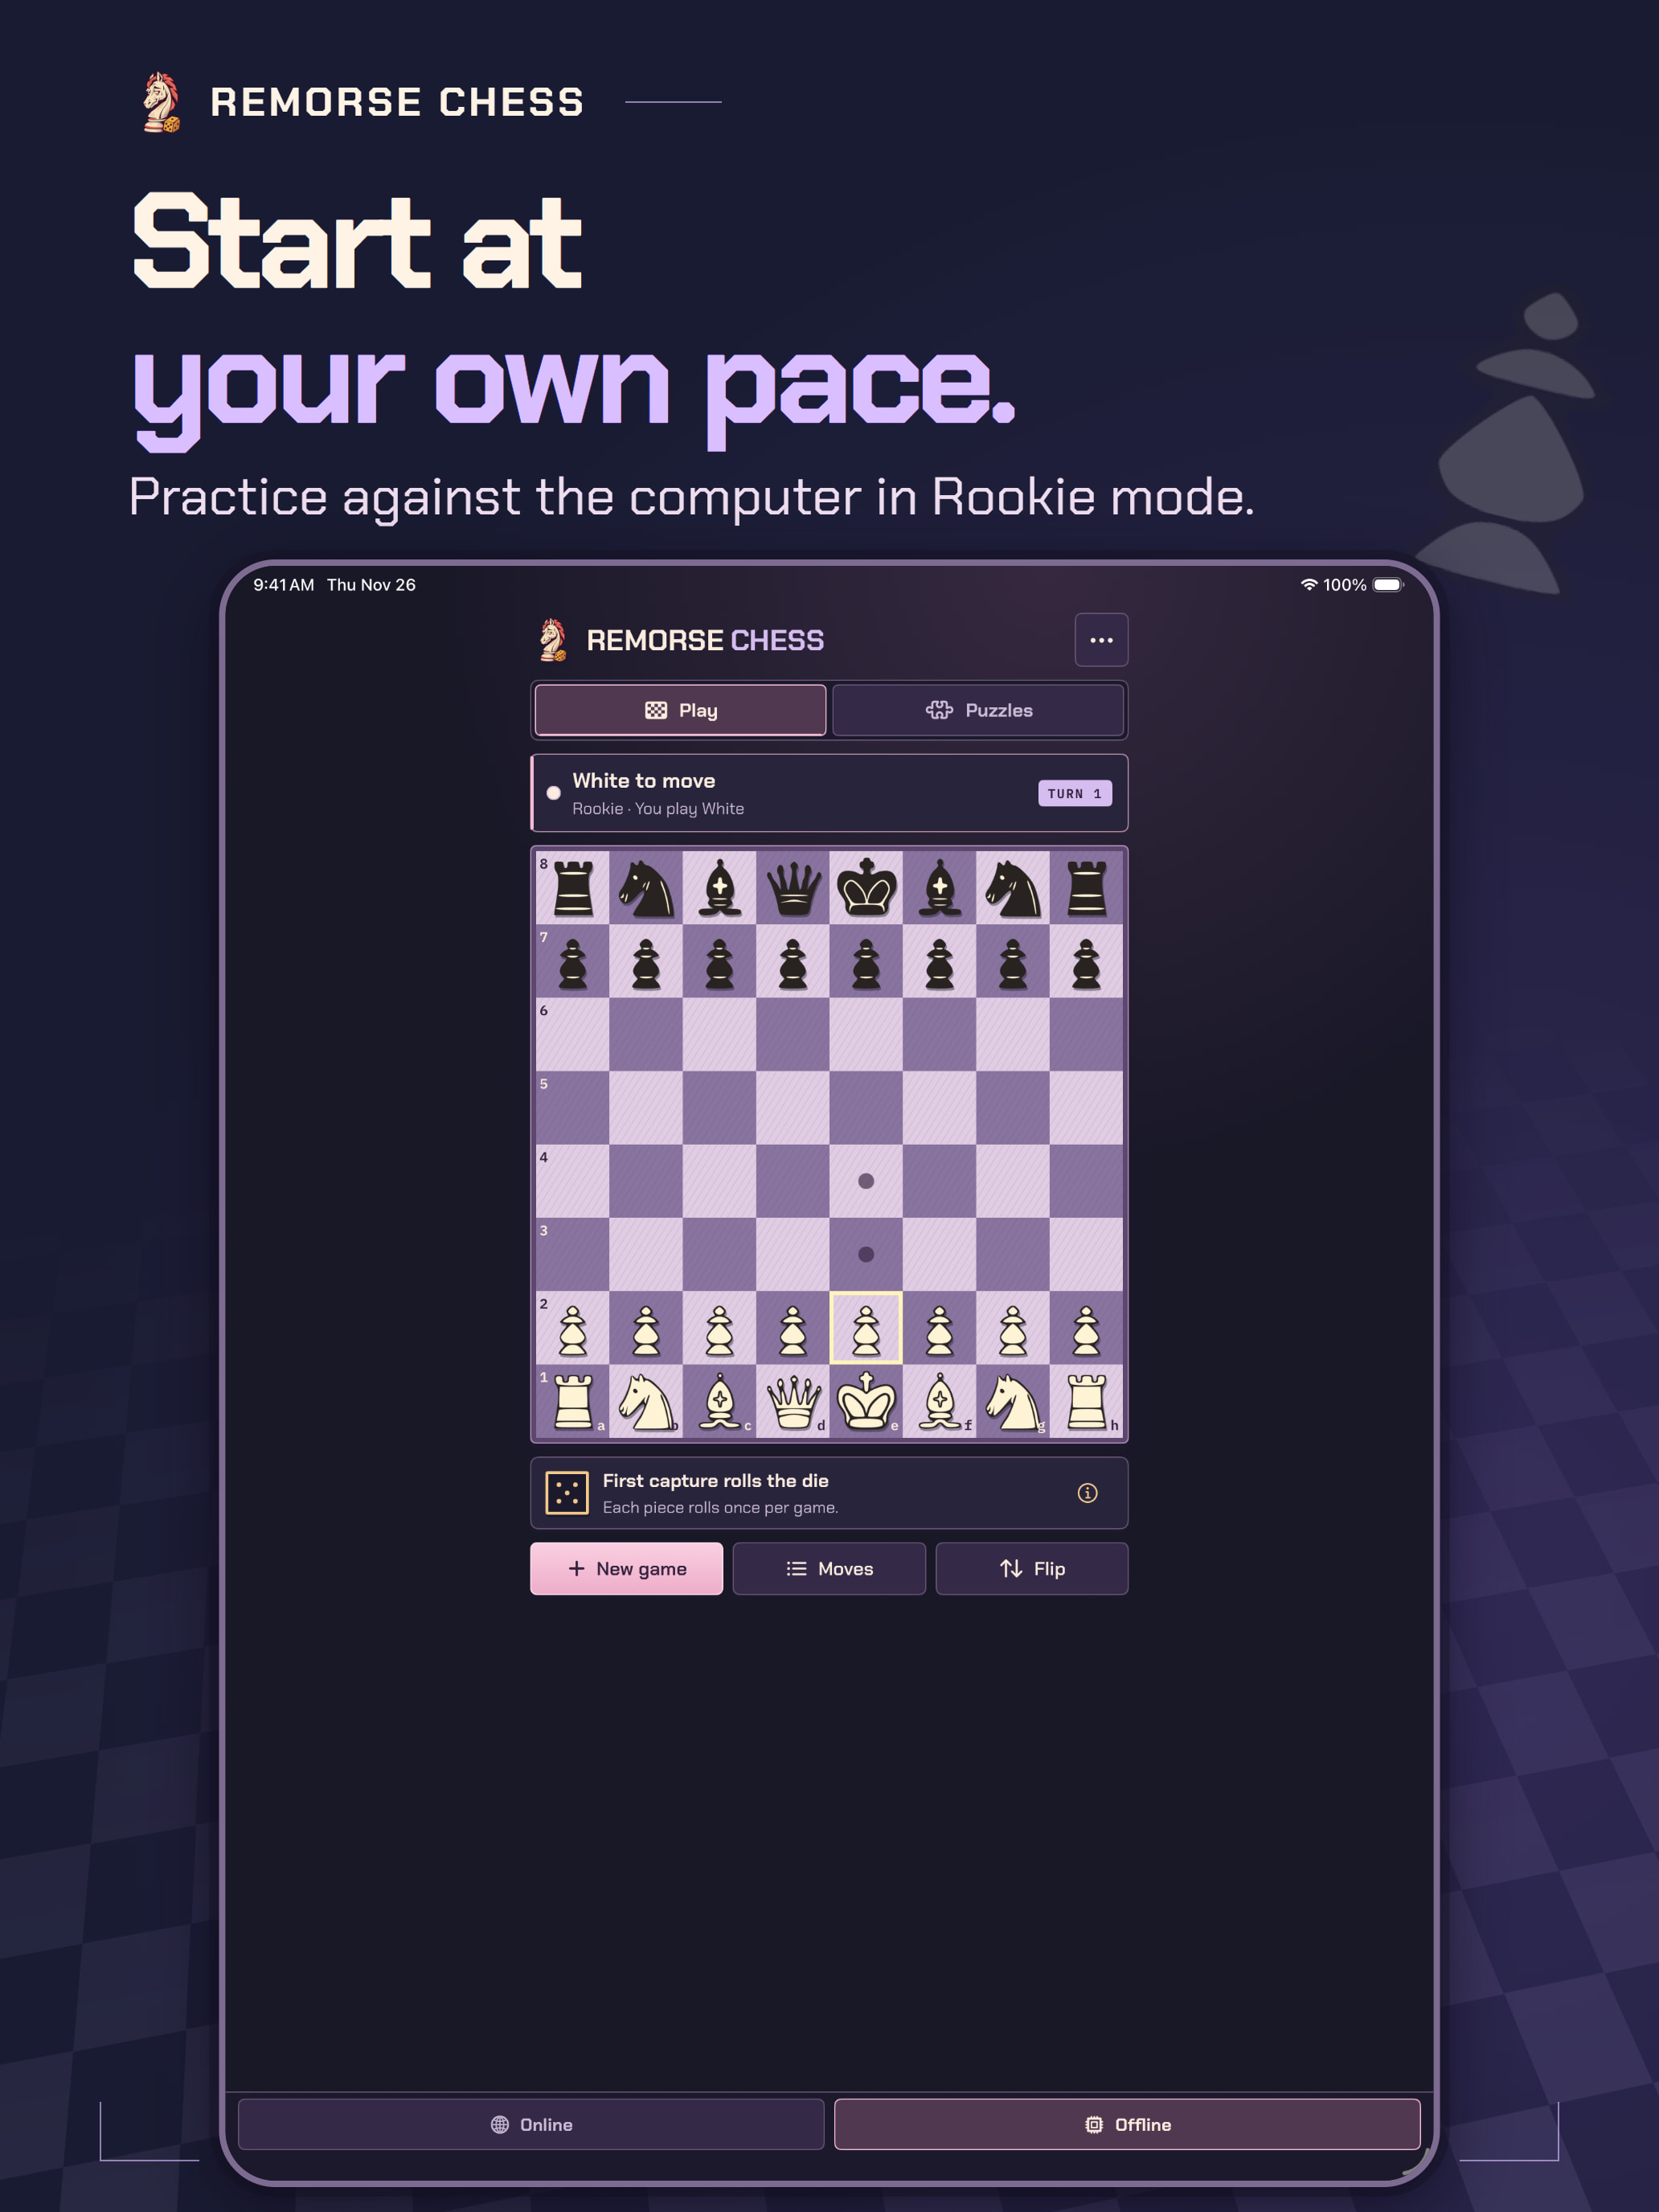 REMORSE CHESS
Start at
your own pace.
Practice against the computer in Rookie mode.
9:41 AM Thu Nov 26
100%
REMORSE CHESS
Play
Puzzles
White to move
Rookie · You play White
TURN 1
8
7
6
5
4
3
2
1
a b c d e f g h
First capture rolls the die
Each piece rolls once per game.
New game
Moves
Flip
Online
Offline